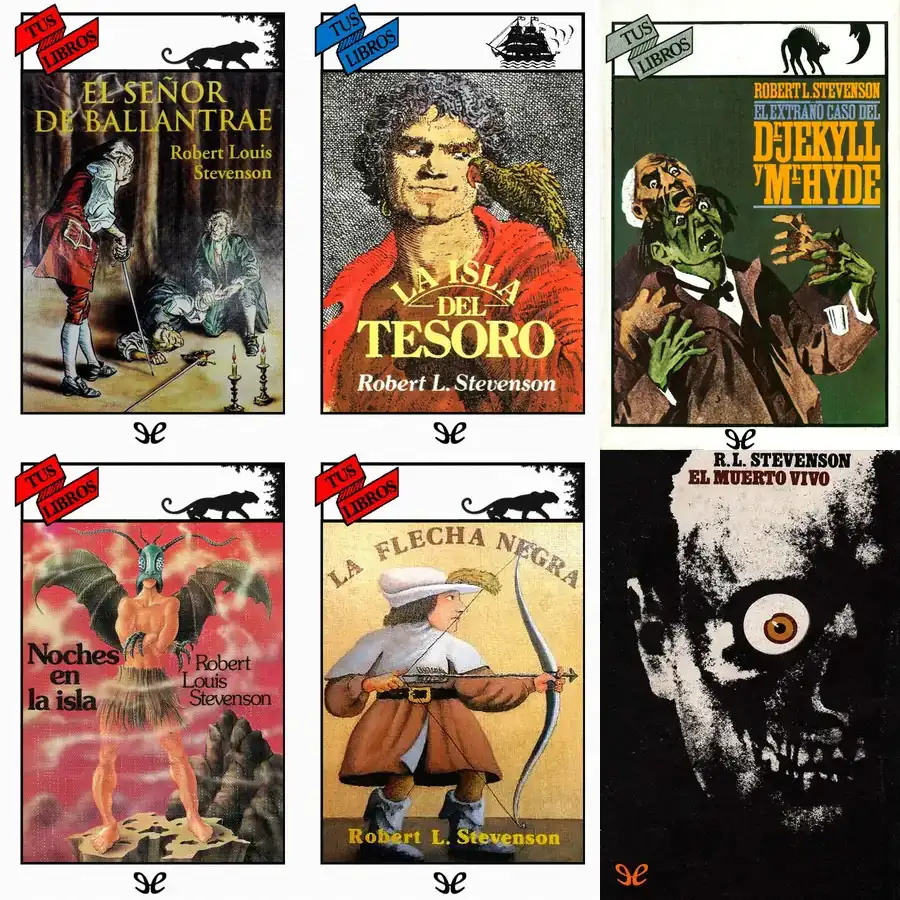 TUS
LIBROS
EL SEÑOR
DE BALLANTRAE
Robert Louis
Stevenson
TUS
LIBROS
LA ISLA
DEL
TESORO
Robert L. Stevenson
TUS
LIBROS
ROBERT L. STEVENSON
EL EXTRAÑO CASO DEL
DR. JEKYLL
Y MR. HYDE
TUS
LIBROS
Noches
en
la isla
Robert
Louis
Stevenson
TUS
LIBROS
LA FLECHA NEGRA
Robert L. Stevenson
R. L. STEVENSON
EL MUERTO VIVO